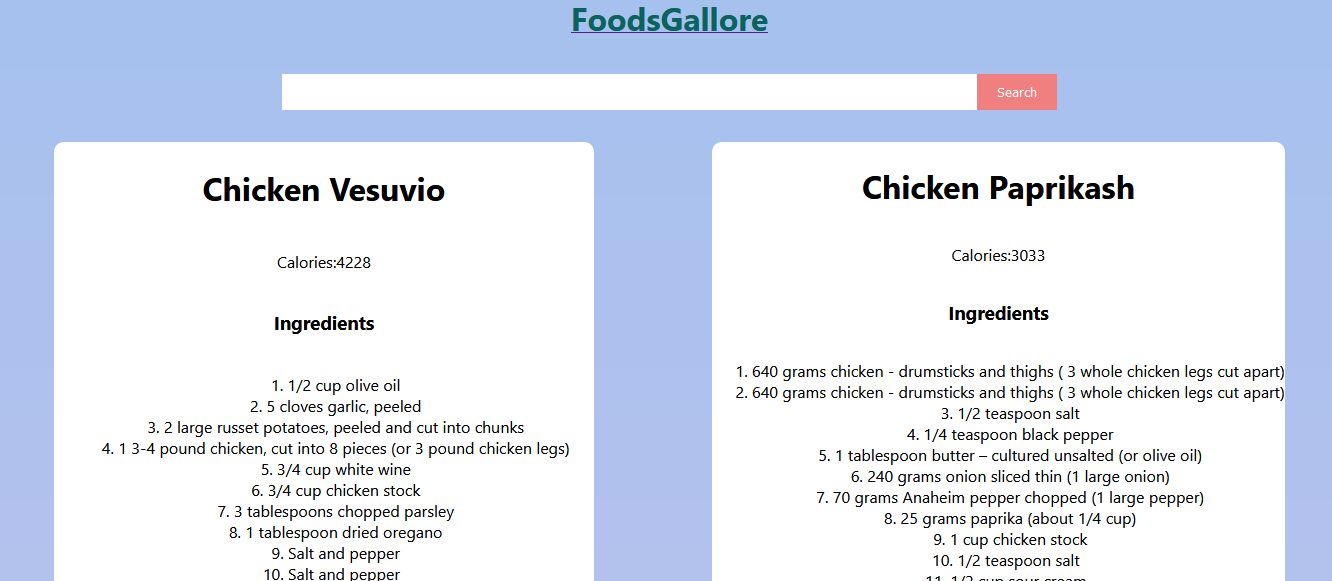 FoodsGallore
Search
Chicken Vesuvio
Calories:4228
Ingredients
1. 1/2 cup olive oil
2. 5 cloves garlic, peeled
3. 2 large russet potatoes, peeled and cut into chunks
4. 1 3-4 pound chicken, cut into 8 pieces (or 3 pound chicken legs)
5. 3/4 cup white wine
6. 3/4 cup chicken stock
7. 3 tablespoons chopped parsley
8. 1 tablespoon dried oregano
9. Salt and pepper
10. Salt and pepper
Chicken Paprikash
Calories:3033
Ingredients
1. 640 grams chicken - drumsticks and thighs ( 3 whole chicken legs cut apart)
2. 640 grams chicken - drumsticks and thighs ( 3 whole chicken legs cut apart)
3. 1/2 teaspoon salt
4. 1/4 teaspoon black pepper
5. 1 tablespoon butter – cultured unsalted (or olive oil)
6. 240 grams onion sliced thin (1 large onion)
7. 70 grams Anaheim pepper chopped (1 large pepper)
8. 25 grams paprika (about 1/4 cup)
9. 1 cup chicken stock
10. 1/2 teaspoon salt
11. 1/2 cup sour cream